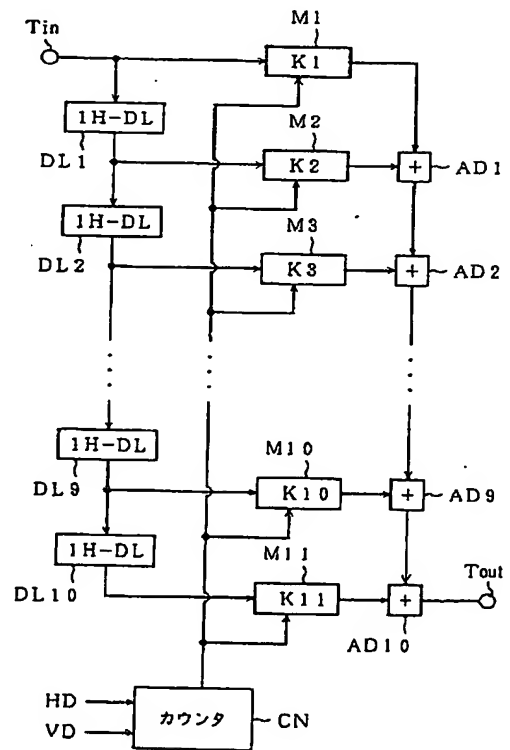 Tin
M1
K1
1H-DL
DL1
M2
K2
+
AD1
1H-DL
DL2
M3
K3
+
AD2
1H-DL
DL9
M10
K10
+
AD9
1H-DL
DL10
M11
K11
+
AD10
Tout
HD
VD
カウンタ
CN